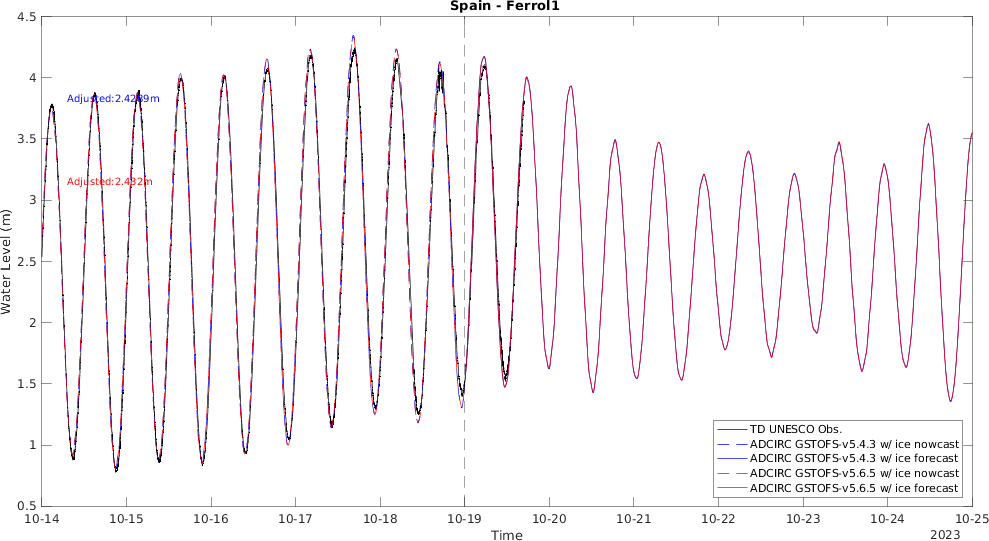 Spain - Ferrol1
4.5
4
3.5
3
2.5
2
1.5
1
0.5
Water Level (m)
Adjusted:2.4289m
Adjusted:2.432m
TD UNESCO Obs.
ADCIRC GSTOFS-v5.4.3 w/ ice nowcast
ADCIRC GSTOFS-v5.4.3 w/ ice forecast
ADCIRC GSTOFS-v5.6.5 w/ ice nowcast
ADCIRC GSTOFS-v5.6.5 w/ ice forecast
10-14 10-15 10-16 10-17 10-18 10-19 10-20 10-21 10-22 10-23 10-24 10-25
Time
2023